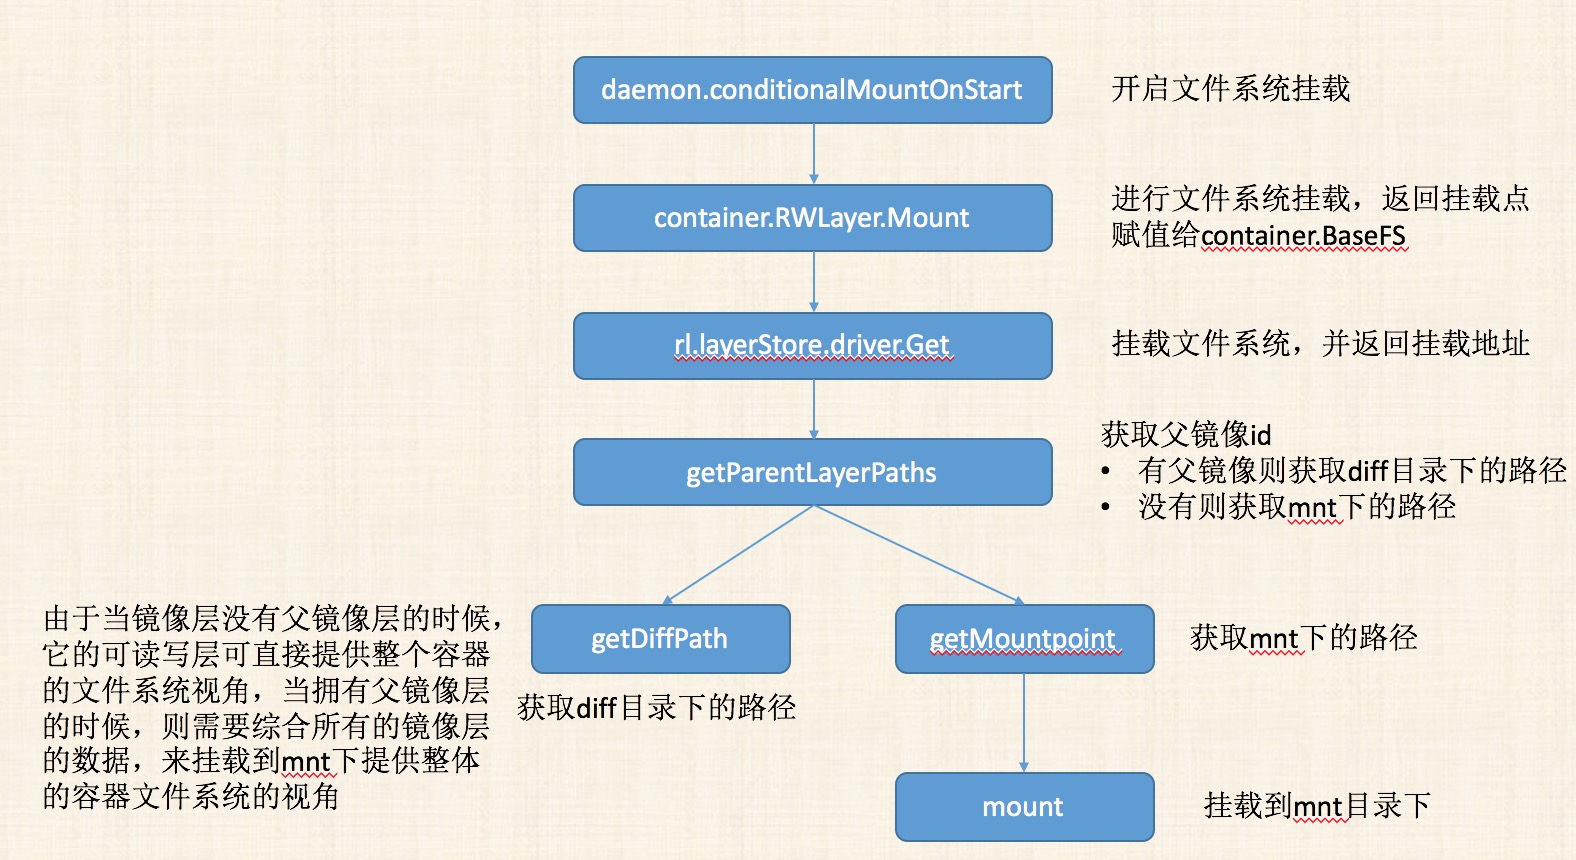 daemon.conditionalMountOnStart
开启文件系统挂载
container.RWLayer.Mount
进行文件系统挂载，返回挂载点
赋值给container.BaseFS
rl.layerStore.driver.Get
挂载文件系统，并返回挂载地址
getParentLayerPaths
获取父镜像id
• 有父镜像则获取diff目录下的路径
• 没有则获取mnt下的路径
由于当镜像层没有父镜像层的时候，
它的可读写层可直接提供整个容器
的文件系统视角，当拥有父镜像层
的时候，则需要综合所有的镜像层
的数据，来挂载到mnt下提供整体
的容器文件系统的视角
getDiffPath
获取diff目录下的路径
getMountpoint
获取mnt下的路径
mount
挂载到mnt目录下